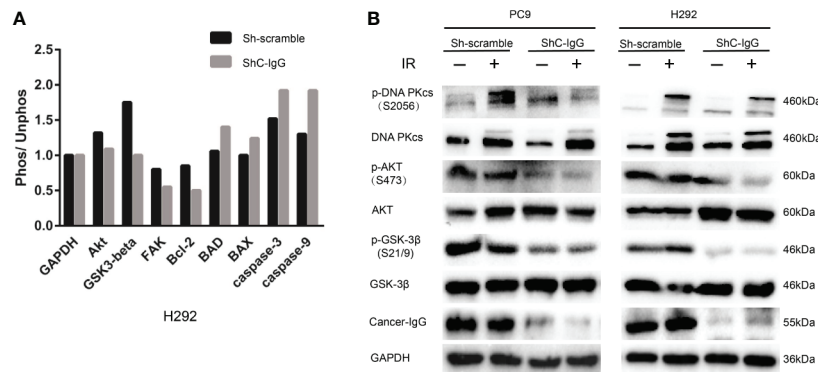 A
Sh-scramble
ShC-IgG
Phos/ Unphos
2.5
2.0
1.5
1.0
0.5
0.0
GAPDH
Akt
GSK3-beta
FAK
Bcl-2
BAD
BAX
caspase-3
caspase-9
H292
B
PC9 H292
Sh-scramble ShC-IgG Sh-scramble ShC-IgG
IR − + − + − + − +
p-DNA PKcs
(S2056) 460kDa
DNA PKcs 460kDa
p-AKT
(S473) 60kDa
AKT 60kDa
p-GSK-3β
(S21/9) 46kDa
GSK-3β 46kDa
Cancer-IgG 55kDa
GAPDH 36kDa